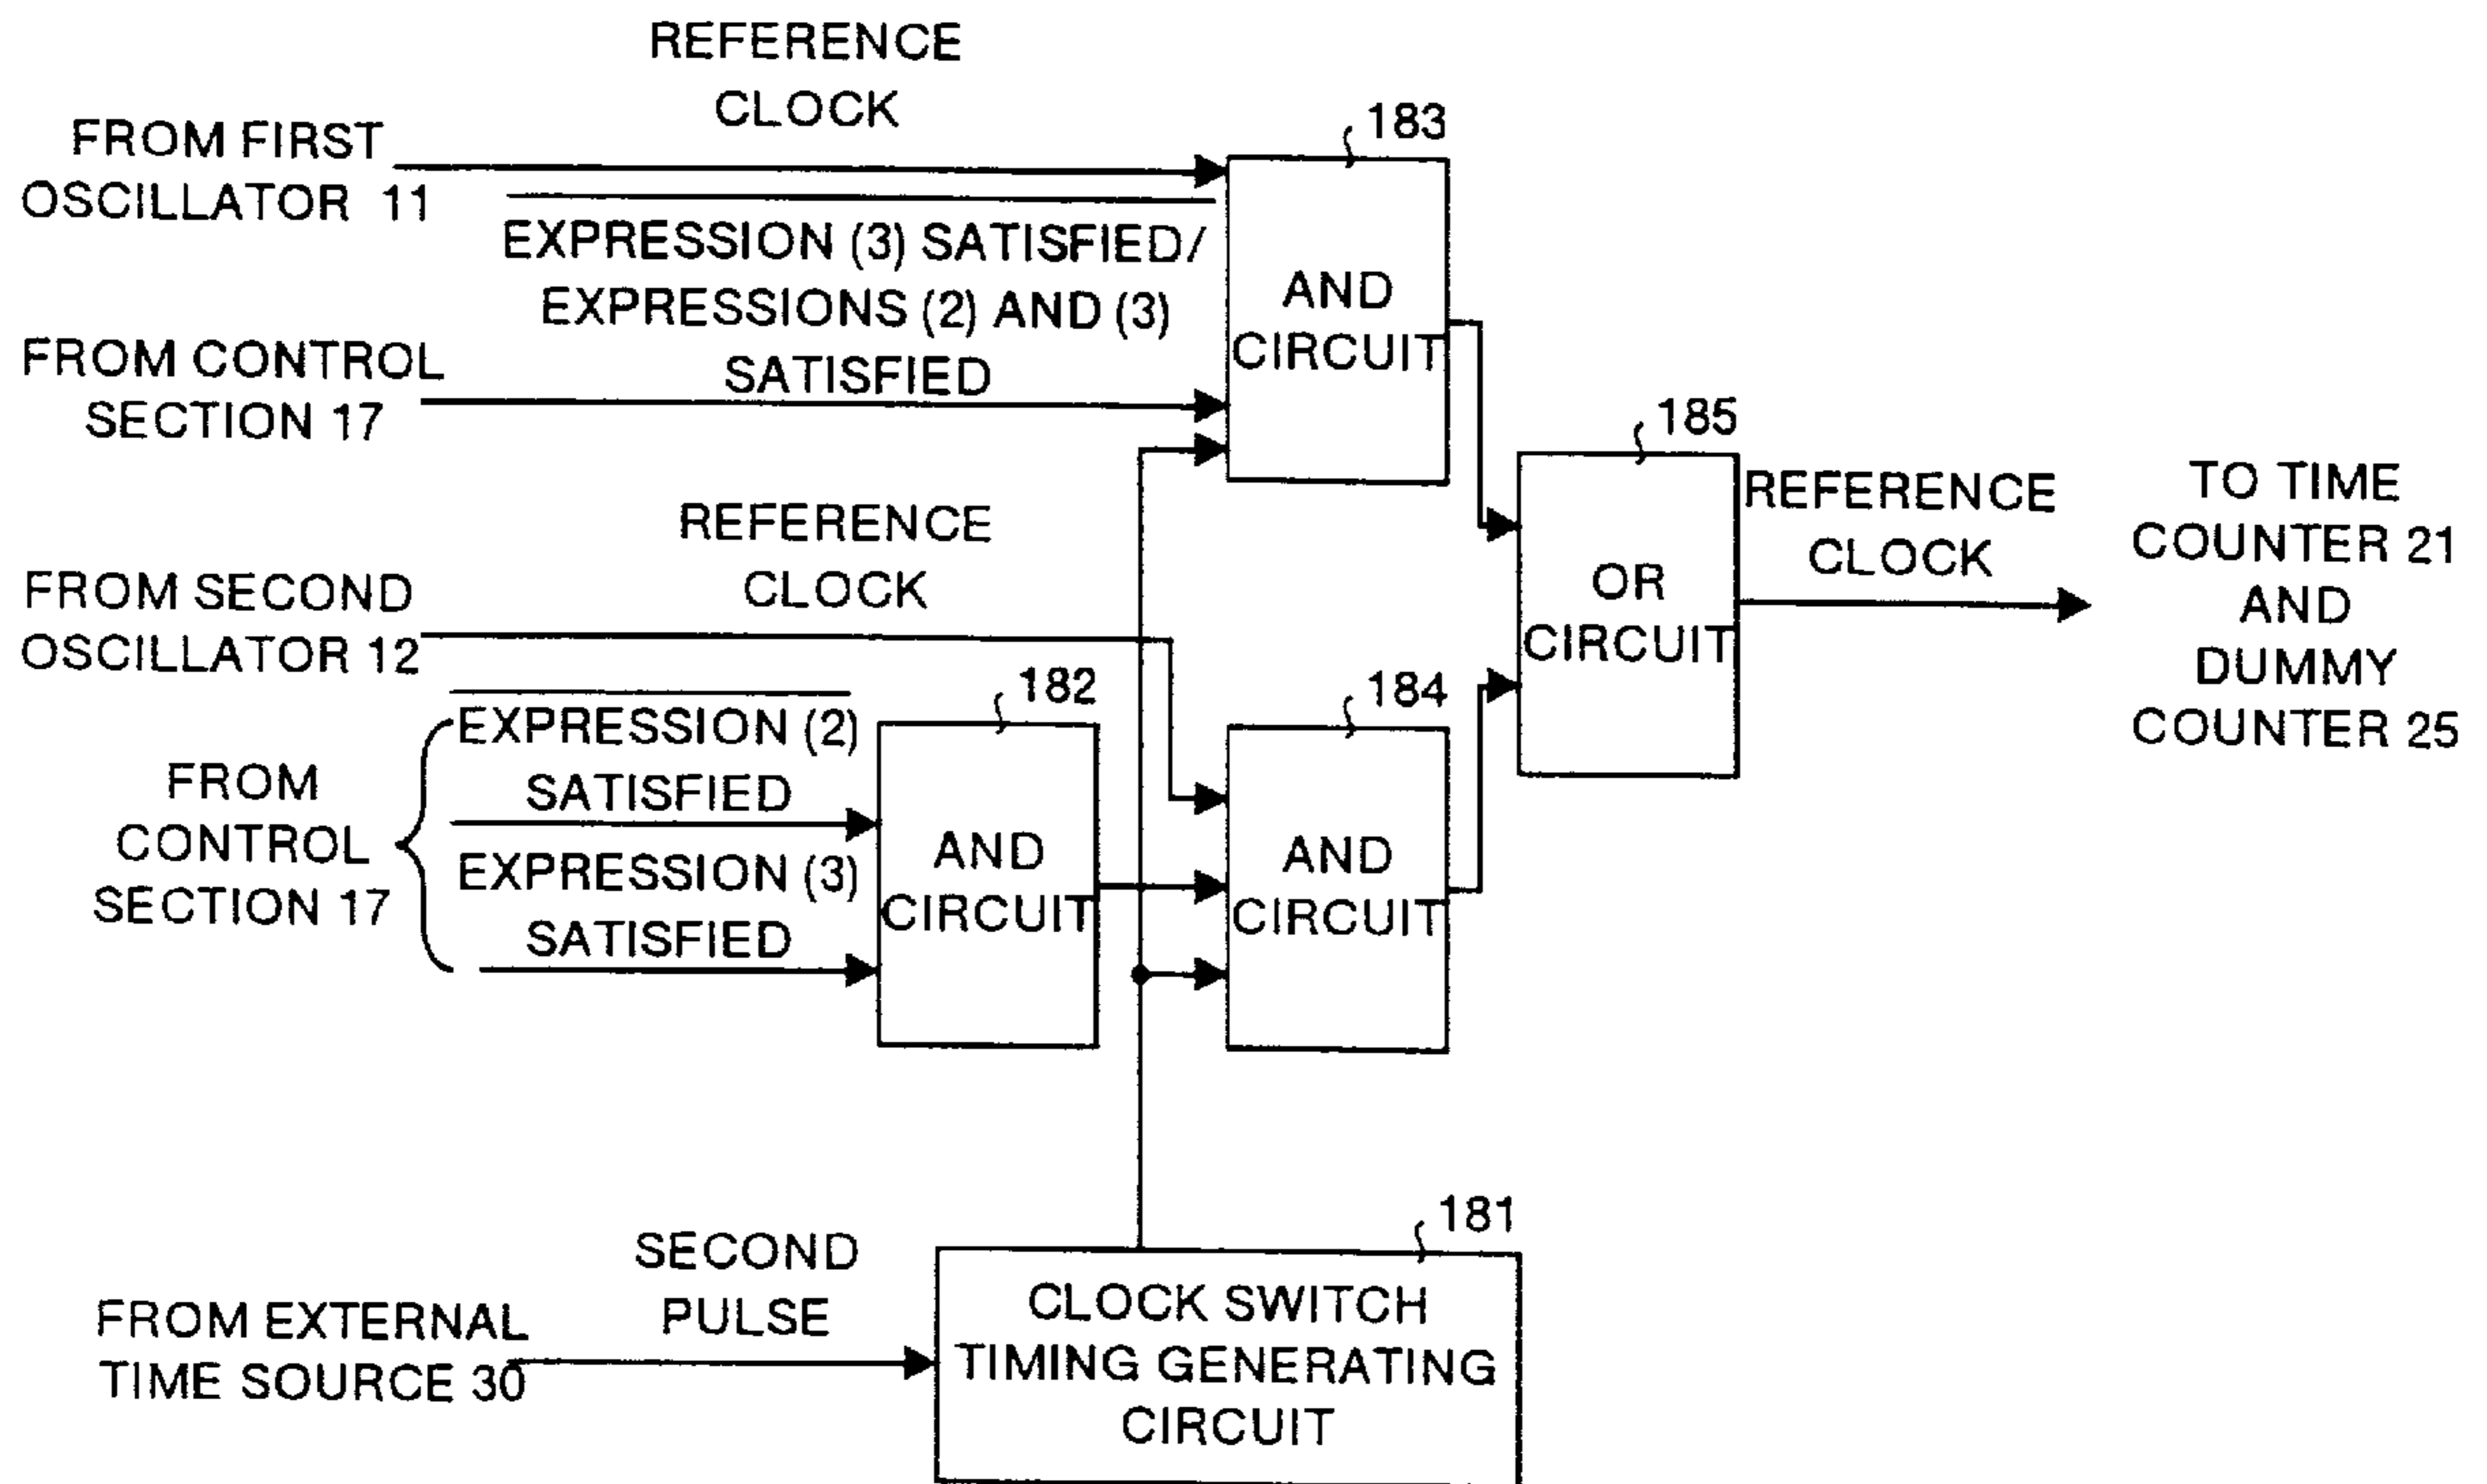 REFERENCE
CLOCK
FROM FIRST
OSCILLATOR 11
183
EXPRESSION (3) SATISFIED/
EXPRESSIONS (2) AND (3)
SATISFIED
AND
CIRCUIT
FROM CONTROL
SECTION 17
185
REFERENCE
CLOCK
TO TIME
COUNTER 21
AND
DUMMY
COUNTER 25
OR
CIRCUIT
REFERENCE
CLOCK
FROM SECOND
OSCILLATOR 12
182
184
EXPRESSION (2)
SATISFIED
EXPRESSION (3)
SATISFIED
FROM
CONTROL
SECTION 17
AND
CIRCUIT
AND
CIRCUIT
181
SECOND
PULSE
FROM EXTERNAL
TIME SOURCE 30
CLOCK SWITCH
TIMING GENERATING
CIRCUIT